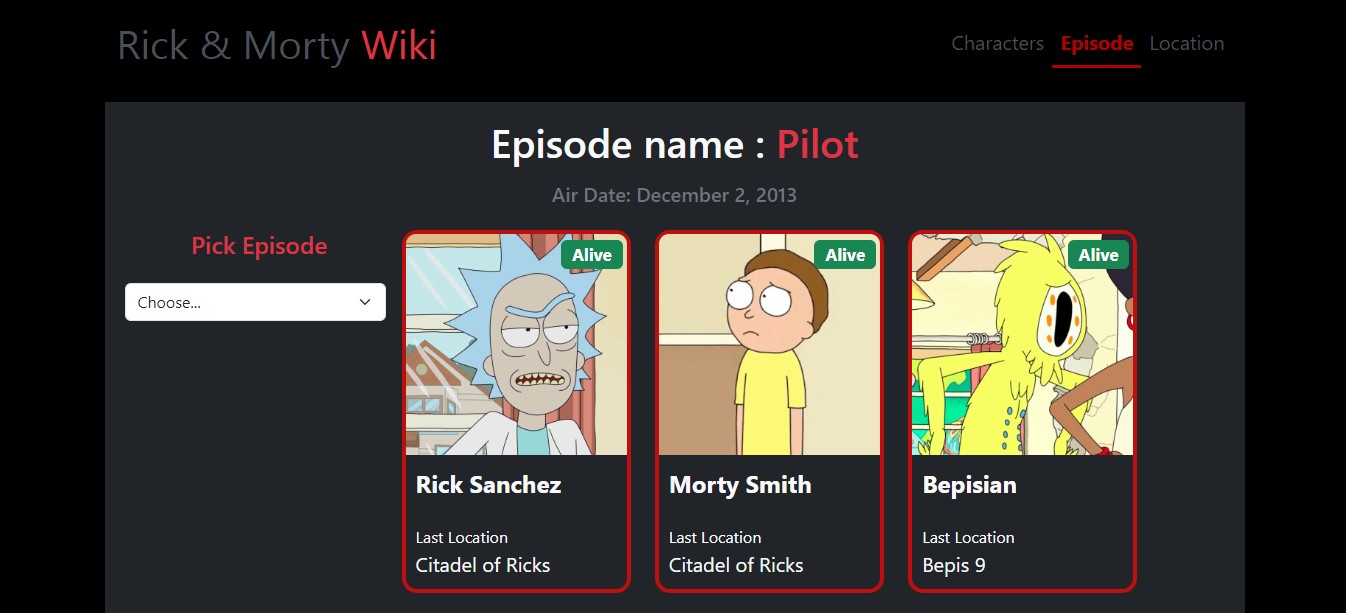 Rick & Morty Wiki
Characters Episode Location
Episode name : Pilot
Air Date: December 2, 2013
Pick Episode
Choose...
Alive
Rick Sanchez
Last Location
Citadel of Ricks
Alive
Morty Smith
Last Location
Citadel of Ricks
Alive
Bepisian
Last Location
Bepis 9